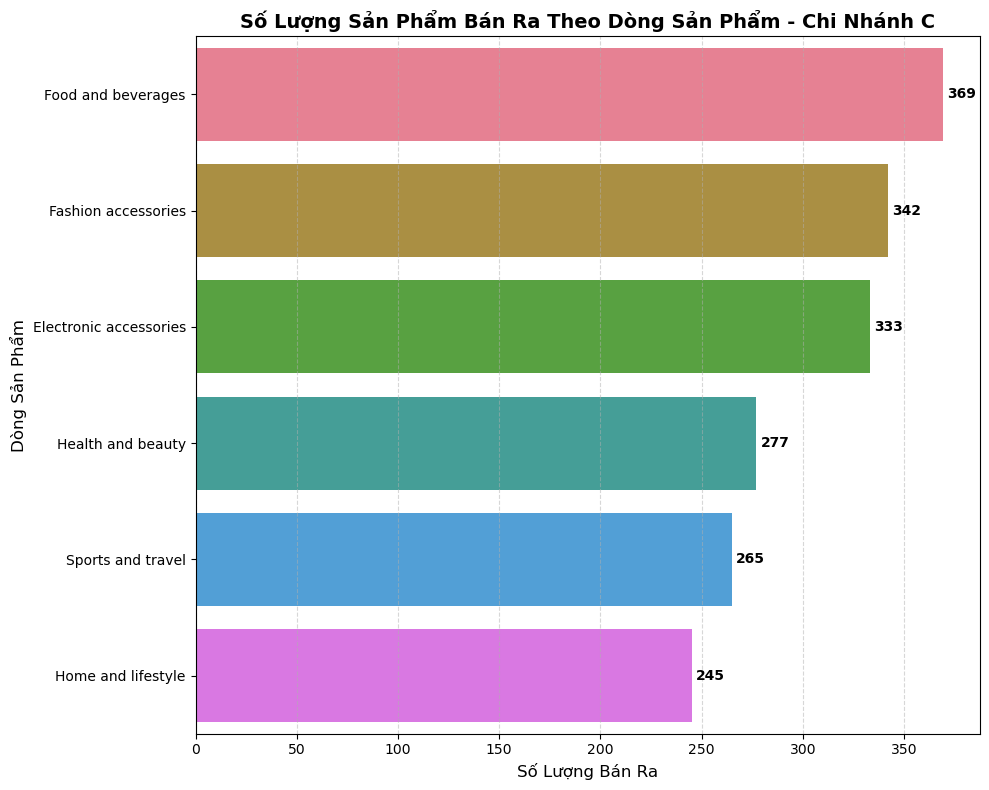 Số Lượng Sản Phẩm Bán Ra Theo Dòng Sản Phẩm - Chi Nhánh C
Dòng Sản Phẩm
Food and beverages
369
Fashion accessories
342
Electronic accessories
333
Health and beauty
277
Sports and travel
265
Home and lifestyle
245
0 50 100 150 200 250 300 350
Số Lượng Bán Ra